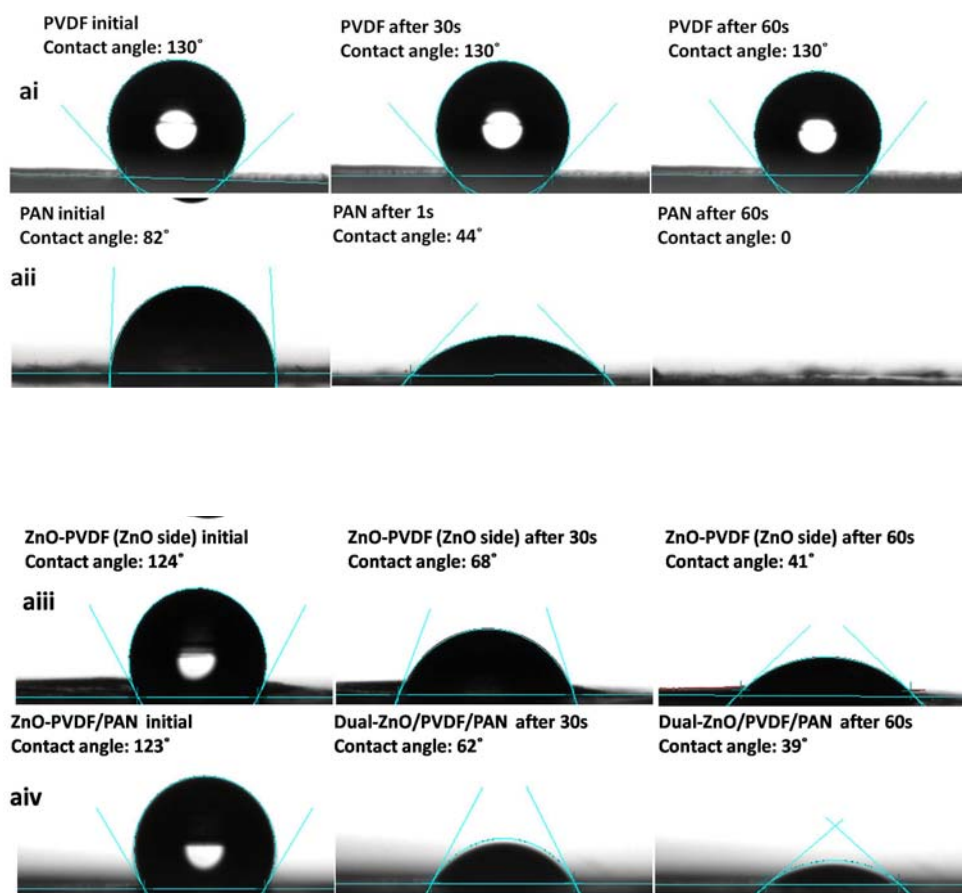 PVDF initial
Contact angle: 130˚
PVDF after 30s
Contact angle: 130˚
PVDF after 60s
Contact angle: 130˚
ai
PAN initial
Contact angle: 82˚
PAN after 1s
Contact angle: 44˚
PAN after 60s
Contact angle: 0
aii
ZnO-PVDF (ZnO side) initial
Contact angle: 124˚
ZnO-PVDF (ZnO side) after 30s
Contact angle: 68˚
ZnO-PVDF (ZnO side) after 60s
Contact angle: 41˚
aiii
ZnO-PVDF/PAN initial
Contact angle: 123˚
Dual-ZnO/PVDF/PAN after 30s
Contact angle: 62˚
Dual-ZnO/PVDF/PAN after 60s
Contact angle: 39˚
aiv